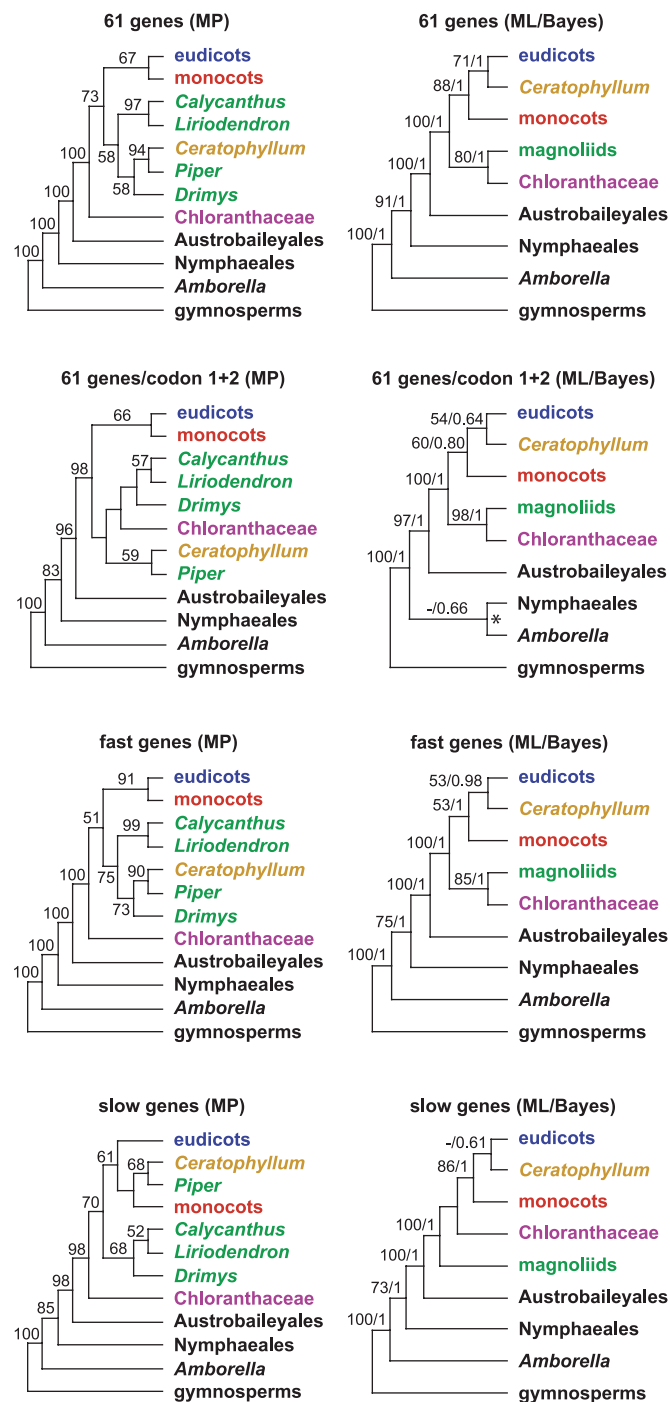 61 genes (MP)
67
eudicots
monocots
73
97
Calycanthus
Liriodendron
100
58
94
Ceratophyllum
Piper
58
Drimys
100
Chloranthaceae
100
Austrobaileyales
Nymphaeales
100
Amborella
gymnosperms
61 genes (ML/Bayes)
71/1
eudicots
88/1
Ceratophyllum
monocots
100/1
80/1
magnoliids
100/1
Chloranthaceae
91/1
Austrobaileyales
100/1
Nymphaeales
Amborella
gymnosperms
61 genes/codon 1+2 (MP)
66
eudicots
monocots
98
57
Calycanthus
Liriodendron
Drimys
96
Chloranthaceae
59
Ceratophyllum
83
Piper
100
Austrobaileyales
Nymphaeales
Amborella
gymnosperms
61 genes/codon 1+2 (ML/Bayes)
54/0.64
eudicots
60/0.80
Ceratophyllum
monocots
100/1
98/1
magnoliids
97/1
Chloranthaceae
100/1
Austrobaileyales
-/0.66
Nymphaeales
*
Amborella
gymnosperms
fast genes (MP)
91
eudicots
monocots
51
99
Calycanthus
Liriodendron
100
75
90
Ceratophyllum
Piper
73
Drimys
100
Chloranthaceae
100
Austrobaileyales
100
Nymphaeales
Amborella
gymnosperms
fast genes (ML/Bayes)
53/0.98
eudicots
53/1
Ceratophyllum
monocots
100/1
85/1
magnoliids
100/1
Chloranthaceae
75/1
Austrobaileyales
100/1
Nymphaeales
Amborella
gymnosperms
slow genes (MP)
61
eudicots
68
Ceratophyllum
Piper
70
monocots
52
Calycanthus
98
68
Liriodendron
Drimys
98
Chloranthaceae
85
Austrobaileyales
100
Nymphaeales
Amborella
gymnosperms
slow genes (ML/Bayes)
-/0.61
eudicots
86/1
Ceratophyllum
monocots
100/1
Chloranthaceae
100/1
magnoliids
73/1
Austrobaileyales
100/1
Nymphaeales
Amborella
gymnosperms